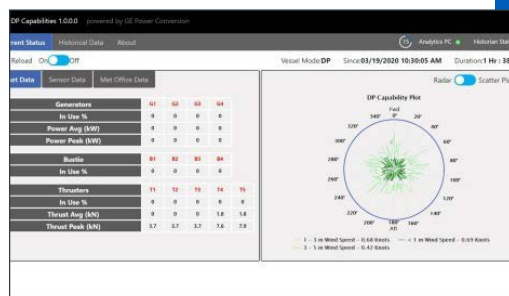 DP Capabilities 1.0.0.0 powered by GE Power Conversion
rrent Status Historical Data About
15 Analytics PC Historian Stat
Reload On Off
Vessel Mode:DP Since:03/19/2020 10:30:05 AM Duration:1 Hr : 38
et Data Sensor Data Met Office Data
Radar Scatter Plo
Generators G1 G2 G3 G4
In Use % 0 0 0 0
Power Avg (kW) 0 0 0 0
Power Peak (kW) 0 0 0 0
Bustie B1 B2 B3 B4
In Use % 0 0 0 0
Thrusters T1 T2 T3 T4 T5
In Use % 0 0 0 0 0
Thrust Avg (kN) 0 0 0 1.8 1.8
Thrust Peak (kN) 3.7 3.7 3.7 7.6 7.9
DP Capability Plot
Fwd
340° 0° 20°
320° 40°
300° 60°
280° 80°
260° 100°
240° 120°
220° 140°
200° 180° 160°
Aft
1 - 3 m Wind Speed - 0.68 Knots < 1 m Wind Speed - 0.69 Knots
3 - 5 m Wind Speed - 0.42 Knots